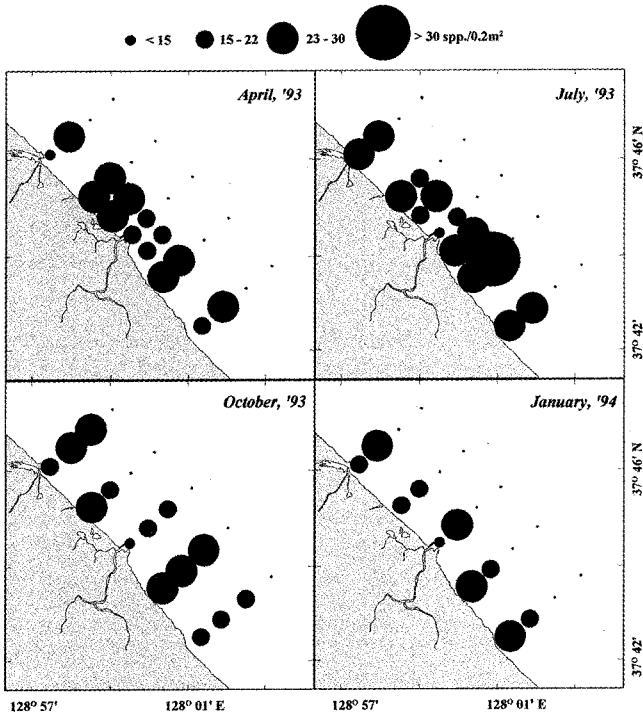 < 15 15 - 22 23 - 30 > 30 spp./0.2m²
April, '93
July, '93
37° 46' N
37° 42'
October, '93
January, '94
37° 46' N
37° 42'
128° 57' 128° 01' E 128° 57' 128° 01' E